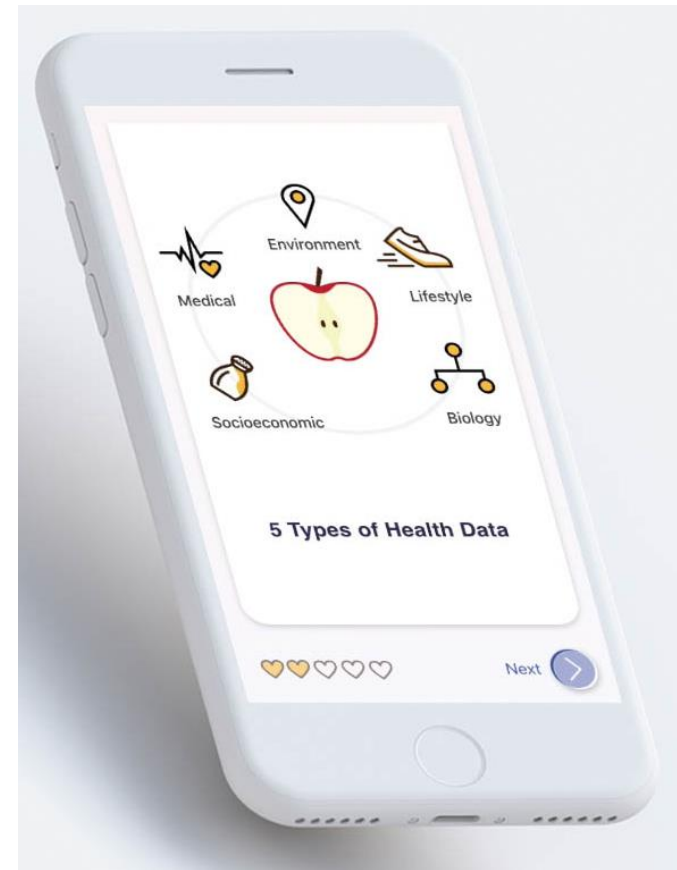 Environment
Medical
Lifestyle
Socioeconomic
Biology
5 Types of Health Data
Next